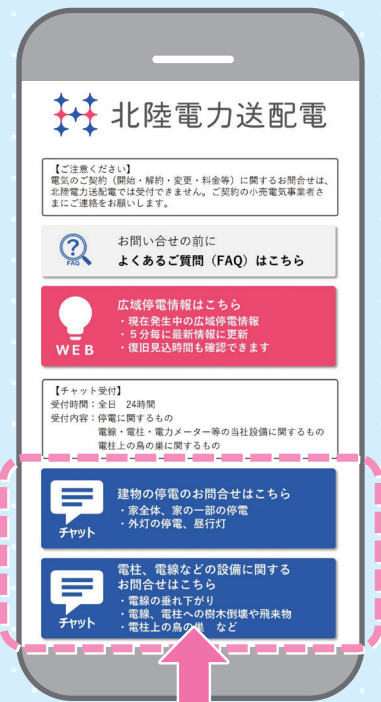 北陸電力送配電
【ご注意ください】
電気のご契約（開始・解約・変更・料金等）に関するお問合せは、
北陸電力送配電では受付できません。ご契約の小売電気事業者さ
まにご連絡をお願いします。
FAQ
お問い合せの前に
よくあるご質問（FAQ）はこちら
WEB
広域停電情報はこちら
・現在発生中の広域停電情報
・５分毎に最新情報に更新
・復旧見込時間も確認できます
【チャット受付】
受付時間：全日　24時間
受付内容：停電に関するもの
電線・電柱・電力メーター等の当社設備に関するもの
電柱上の鳥の巣に関するもの
チャット
建物の停電のお問合せはこちら
・家全体、家の一部の停電
・外灯の停電、昼行灯
チャット
電柱、電線などの設備に関する
お問合せはこちら
・電線の垂れ下がり
・電線、電柱への樹木倒壊や飛来物
・電柱上の鳥の巣　など